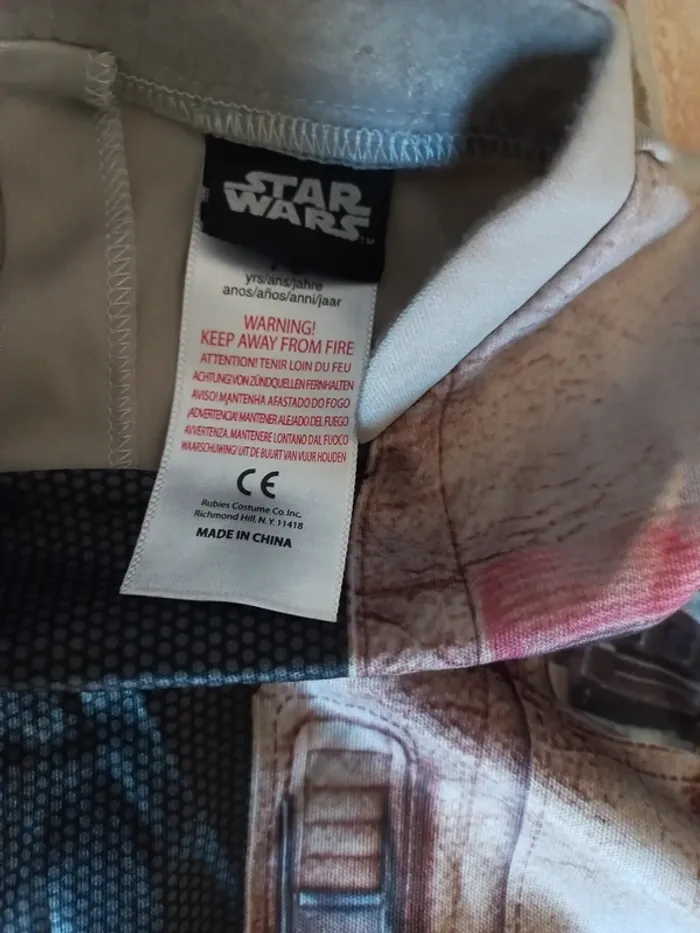 STAR
WARS
TM
yrs/ans/jahre
anos/años/anni/jaar
WARNING!
KEEP AWAY FROM FIRE
ATTENTION! TENIR LOIN DU FEU
ACHTUNG! VON ZÜNDQUELLEN FERNHALTEN
AVISO! MANTENHA AFASTADO DO FOGO
¡ADVERTENCIA! MANTENER ALEJADO DEL FUEGO
AVVERTENZA. MANTENERE LONTANO DAL FUOCO
WAARSCHUWING! UIT DE BUURT VAN VUUR HOUDEN
CE
Rubies Costume Co. Inc,
Richmond Hill, N.Y. 11418
MADE IN CHINA